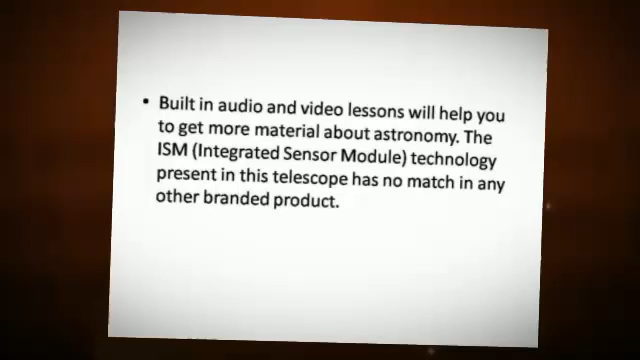 • Built in audio and video lessons will help you
to get more material about astronomy. The
ISM (Integrated Sensor Module) technology
present in this telescope has no match in any
other branded product.